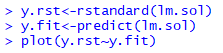 > y.rst<-rstandard(lm.sol)
> y.fit<-predict(lm.sol)
> plot(y.rst~y.fit)